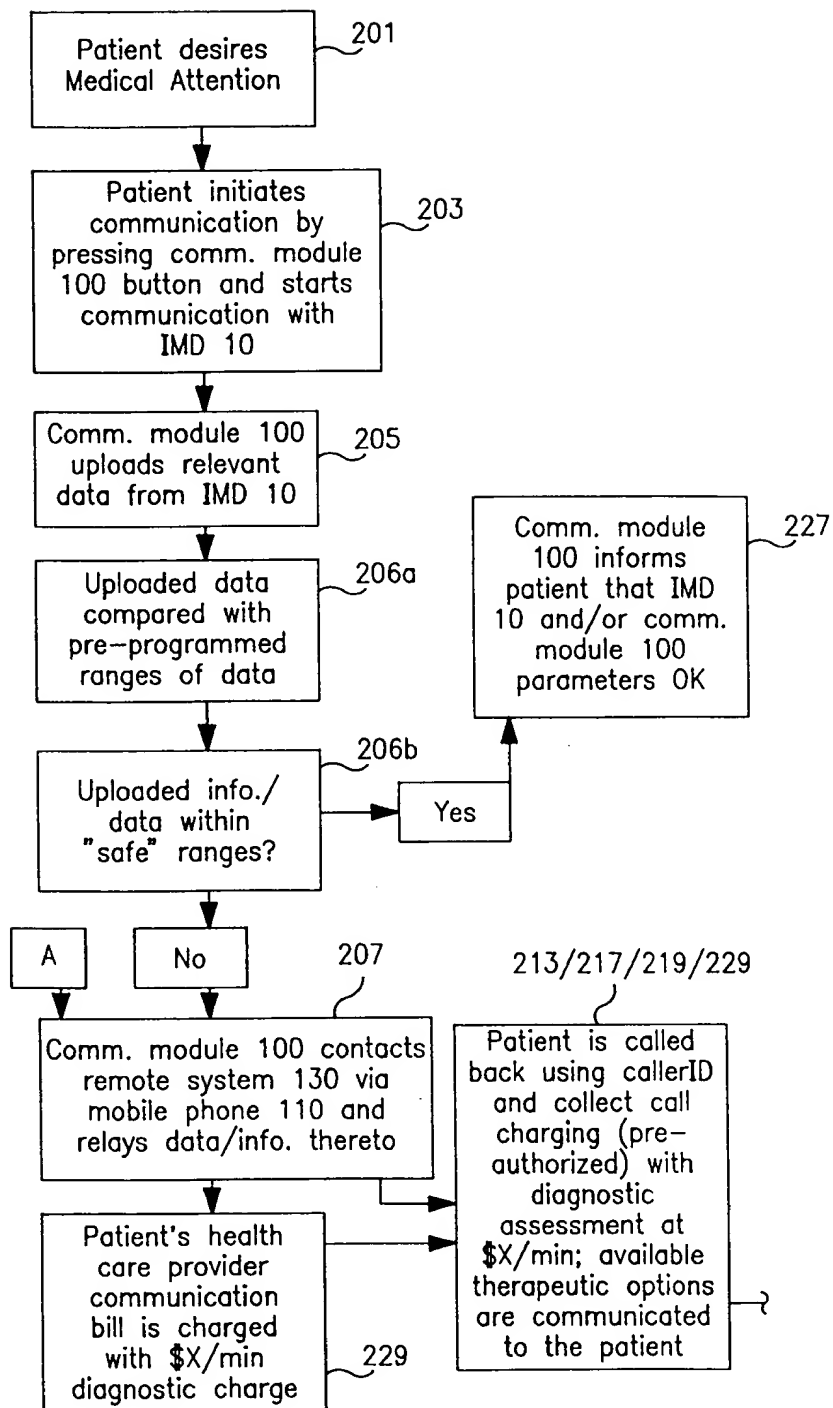 Patient desires
Medical Attention
201
Patient initiates
communication by
pressing comm. module
100 button and starts
communication with
IMD 10
203
Comm. module 100
uploads relevant
data from IMD 10
205
Uploaded data
compared with
pre-programmed
ranges of data
206a
Comm. module
100 informs
patient that IMD
10 and/or comm.
module 100
parameters OK
227
Uploaded info./
data within
"safe" ranges?
206b
Yes
A
No
207
Comm. module 100 contacts
remote system 130 via
mobile phone 110 and
relays data/info. thereto
213/217/219/229
Patient is called
back using callerID
and collect call
charging (pre-
authorized) with
diagnostic
assessment at
$X/min; available
therapeutic options
are communicated
to the patient
Patient's health
care provider
communication
bill is charged
with $X/min
diagnostic charge
229